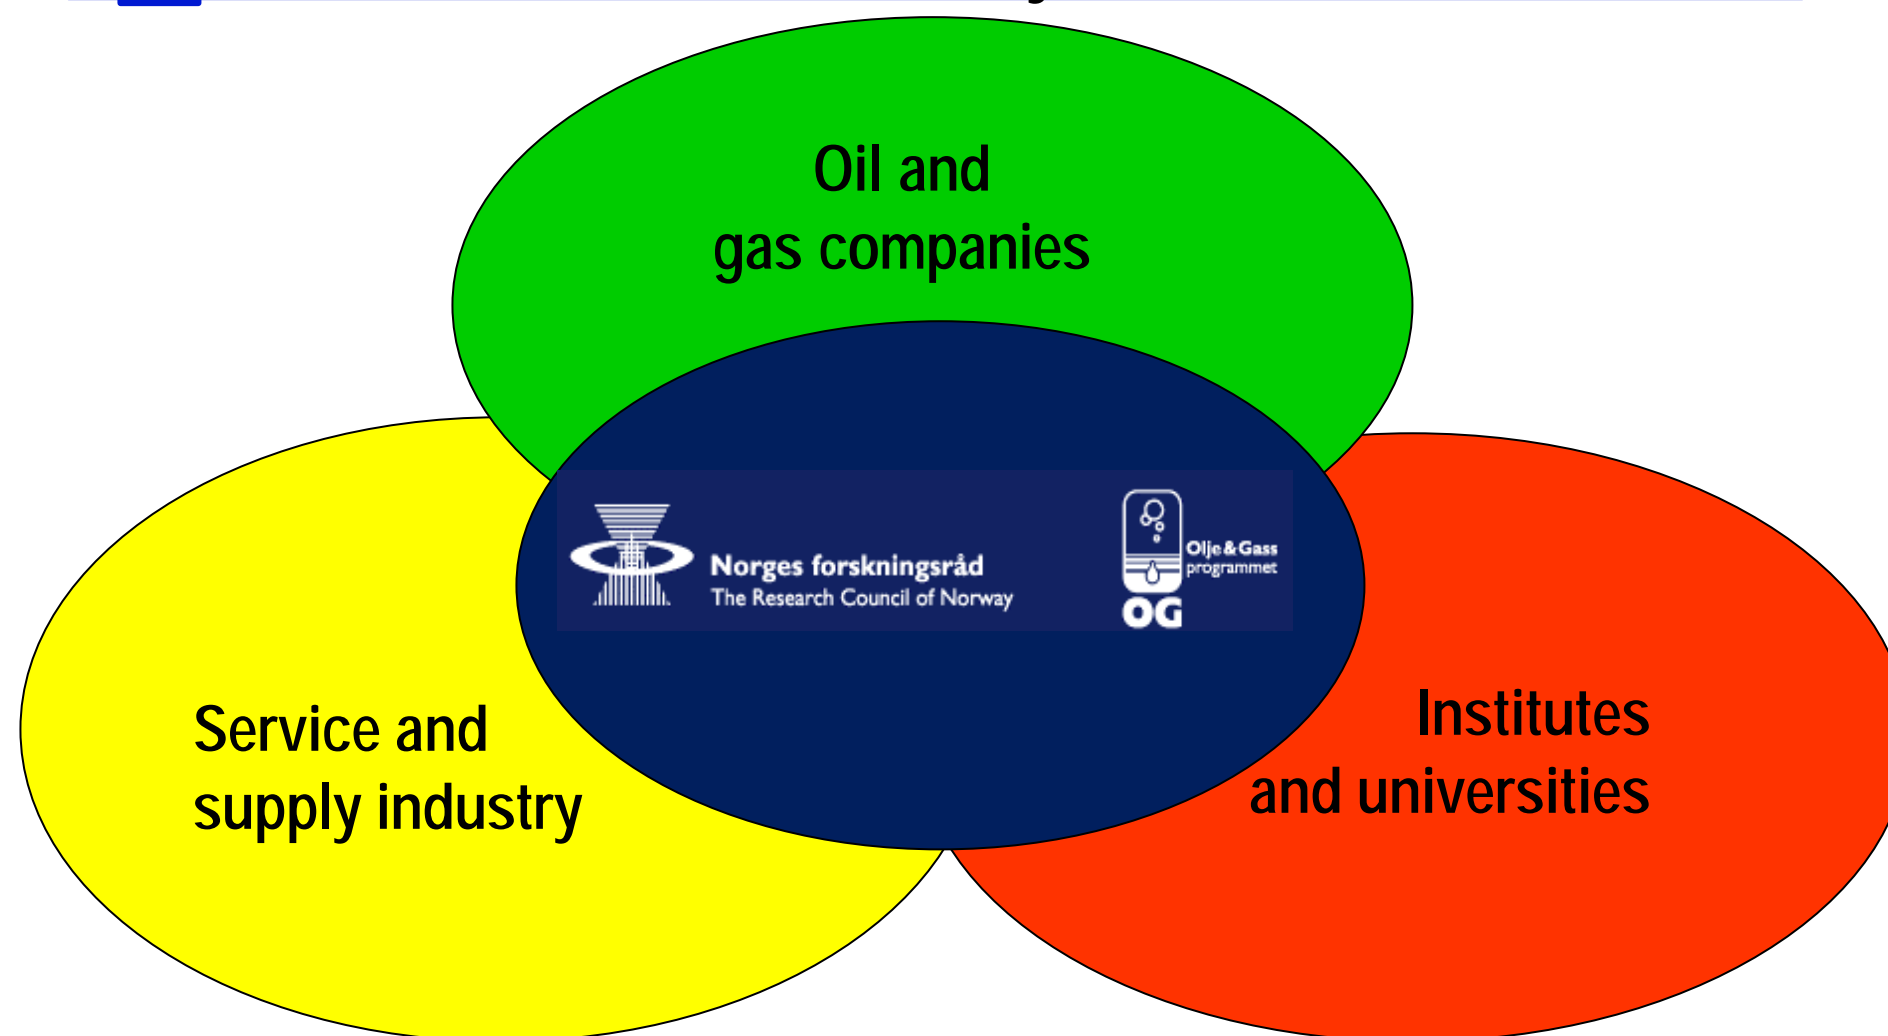 Oil and
gas companies
Norges forskningsråd
The Research Council of Norway
Olje & Gass
programmet
OG
Service and
supply industry
Institutes
and universities